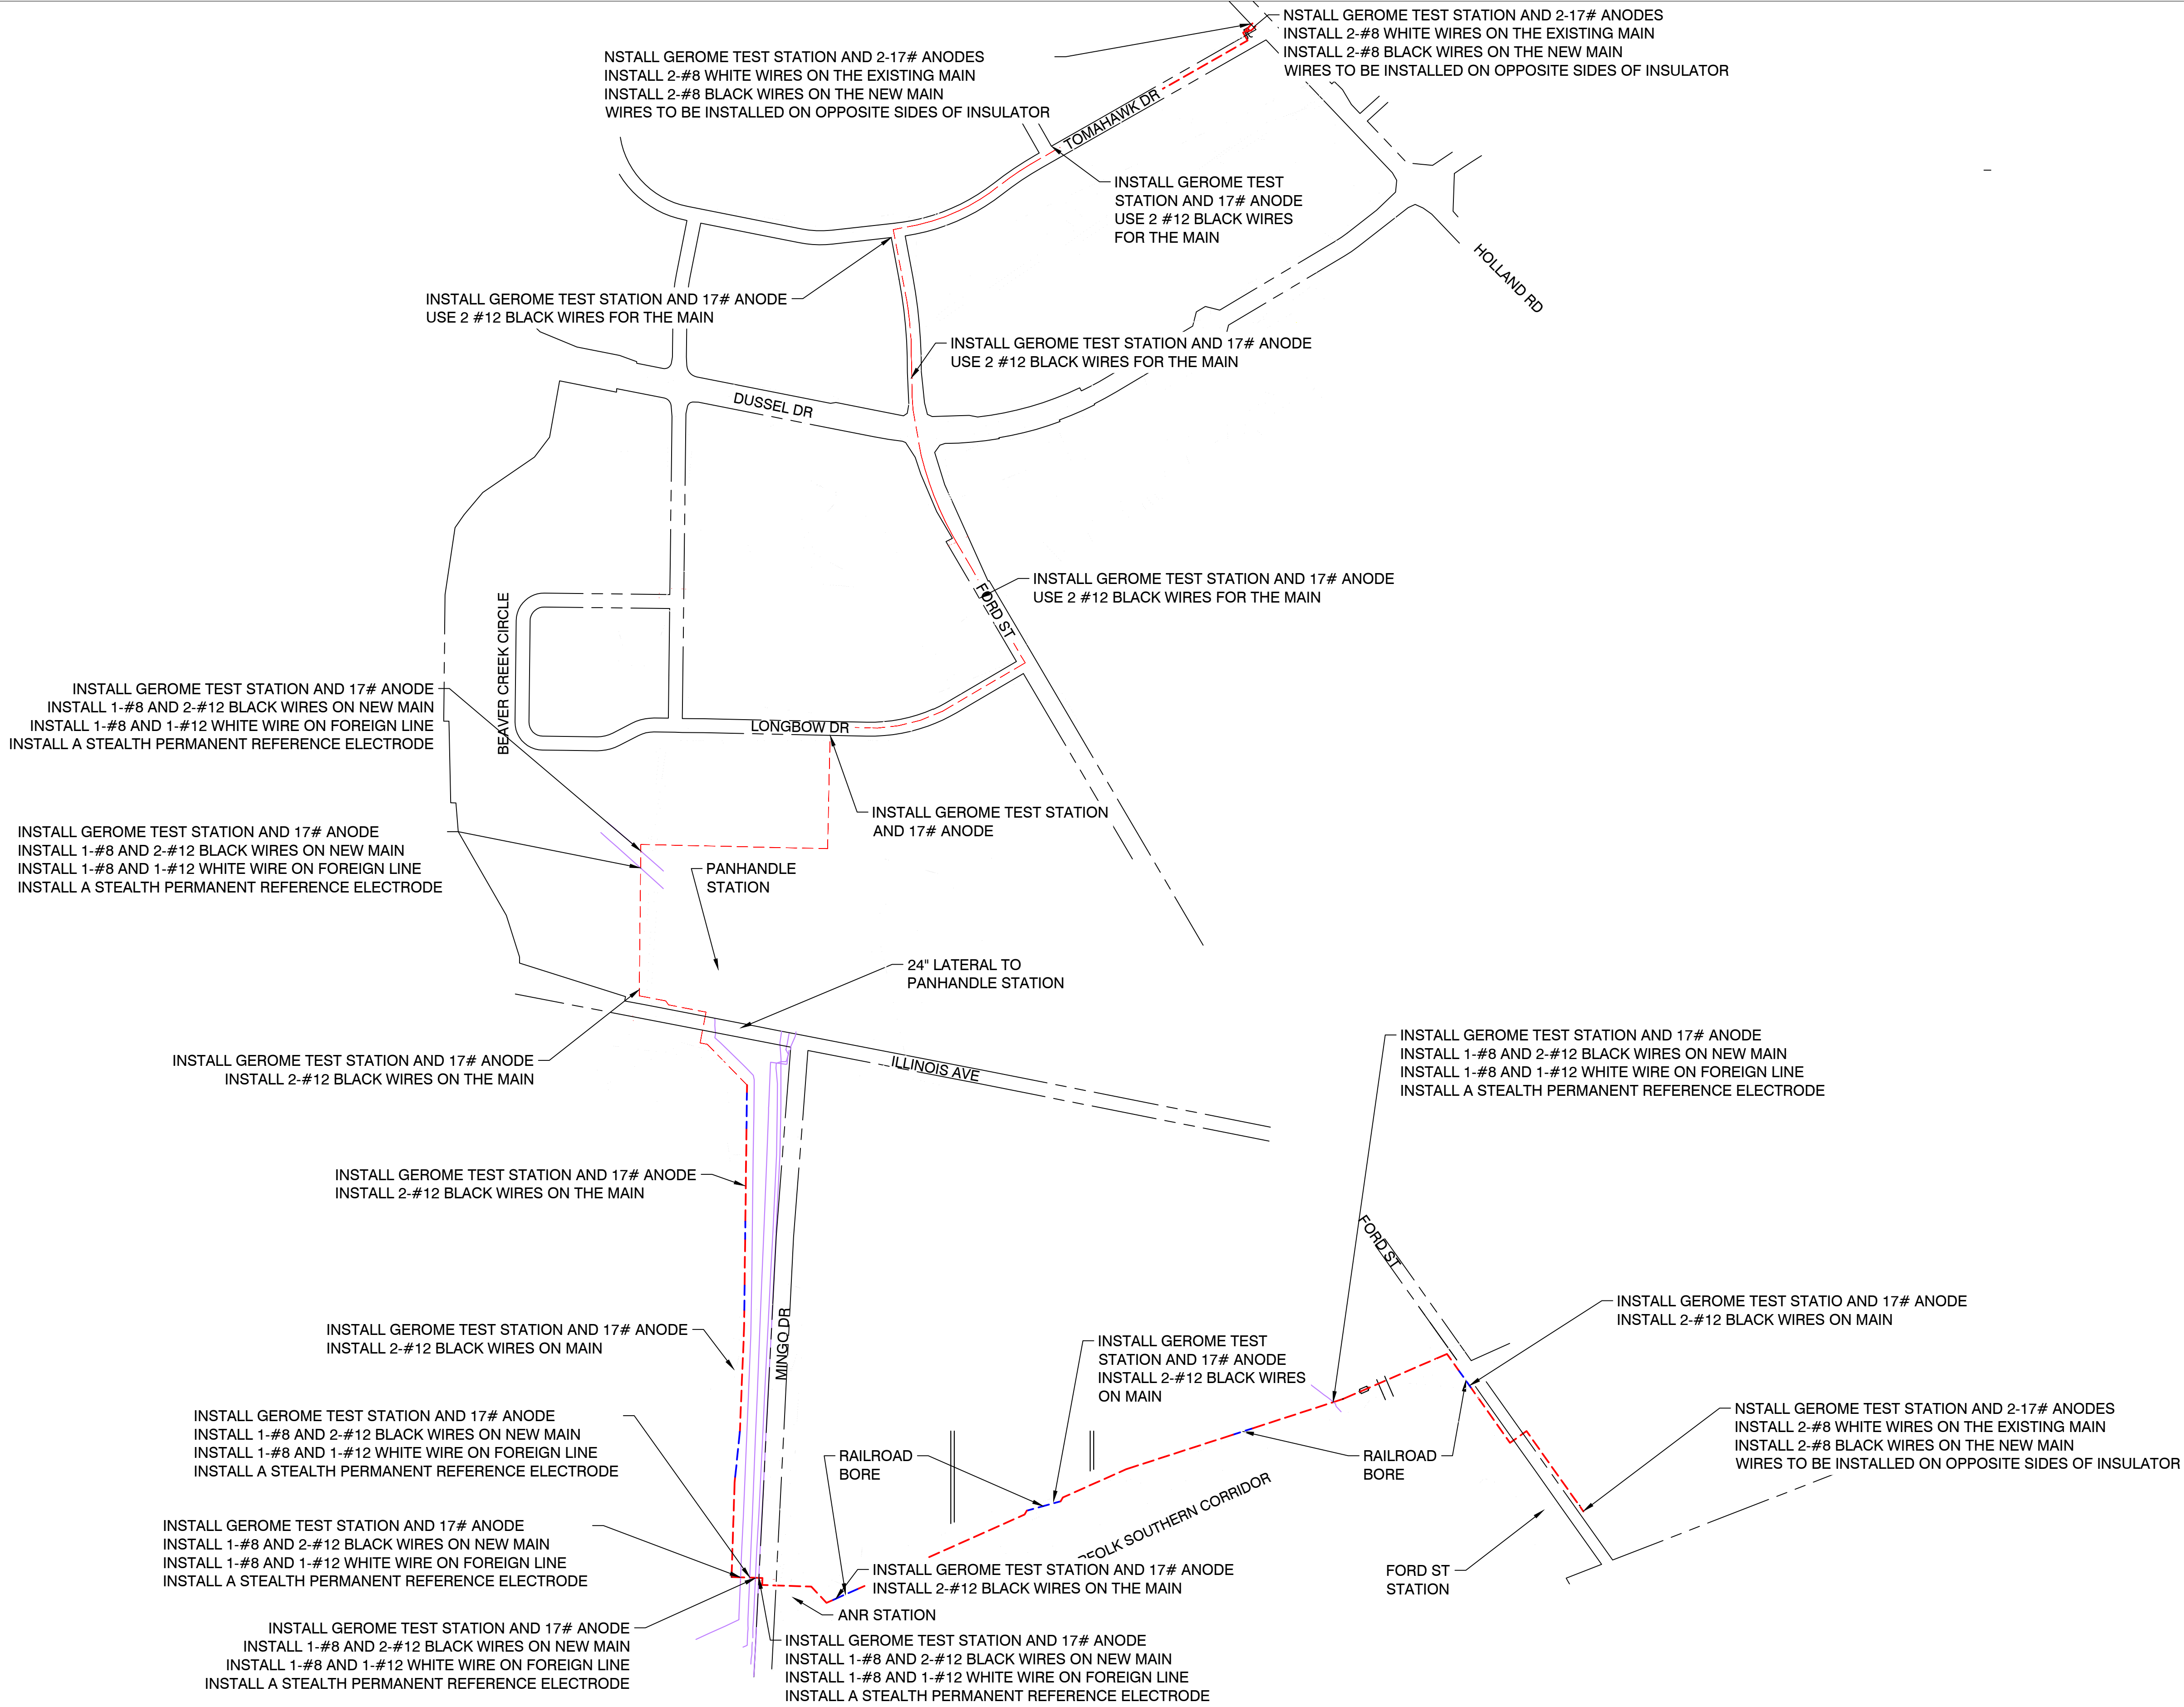 NSTALL GEROME TEST STATION AND 2-17# ANODES
INSTALL 2-#8 WHITE WIRES ON THE EXISTING MAIN
INSTALL 2-#8 BLACK WIRES ON THE NEW MAIN
WIRES TO BE INSTALLED ON OPPOSITE SIDES OF INSULATOR
NSTALL GEROME TEST STATION AND 2-17# ANODES
INSTALL 2-#8 WHITE WIRES ON THE EXISTING MAIN
INSTALL 2-#8 BLACK WIRES ON THE NEW MAIN
WIRES TO BE INSTALLED ON OPPOSITE SIDES OF INSULATOR
TOMAHAWK DR
INSTALL GEROME TEST
STATION AND 17# ANODE
USE 2 #12 BLACK WIRES
FOR THE MAIN
HOLLAND RD
INSTALL GEROME TEST STATION AND 17# ANODE
USE 2 #12 BLACK WIRES FOR THE MAIN
INSTALL GEROME TEST STATION AND 17# ANODE
USE 2 #12 BLACK WIRES FOR THE MAIN
DUSSEL DR
INSTALL GEROME TEST STATION AND 17# ANODE
USE 2 #12 BLACK WIRES FOR THE MAIN
FORD ST
BEAVER CREEK CIRCLE
INSTALL GEROME TEST STATION AND 17# ANODE
INSTALL 1-#8 AND 2-#12 BLACK WIRES ON NEW MAIN
INSTALL 1-#8 AND 1-#12 WHITE WIRE ON FOREIGN LINE
INSTALL A STEALTH PERMANENT REFERENCE ELECTRODE
LONGBOW DR
INSTALL GEROME TEST STATION
AND 17# ANODE
INSTALL GEROME TEST STATION AND 17# ANODE
INSTALL 1-#8 AND 2-#12 BLACK WIRES ON NEW MAIN
INSTALL 1-#8 AND 1-#12 WHITE WIRE ON FOREIGN LINE
INSTALL A STEALTH PERMANENT REFERENCE ELECTRODE
PANHANDLE
STATION
24" LATERAL TO
PANHANDLE STATION
INSTALL GEROME TEST STATION AND 17# ANODE
INSTALL 2-#12 BLACK WIRES ON THE MAIN
ILLINOIS AVE
INSTALL GEROME TEST STATION AND 17# ANODE
INSTALL 1-#8 AND 2-#12 BLACK WIRES ON NEW MAIN
INSTALL 1-#8 AND 1-#12 WHITE WIRE ON FOREIGN LINE
INSTALL A STEALTH PERMANENT REFERENCE ELECTRODE
INSTALL GEROME TEST STATION AND 17# ANODE
INSTALL 2-#12 BLACK WIRES ON THE MAIN
FORD ST
INSTALL GEROME TEST STATIO AND 17# ANODE
INSTALL 2-#12 BLACK WIRES ON MAIN
INSTALL GEROME TEST STATION AND 17# ANODE
INSTALL 2-#12 BLACK WIRES ON MAIN
MINGO DR
INSTALL GEROME TEST
STATION AND 17# ANODE
INSTALL 2-#12 BLACK WIRES
ON MAIN
INSTALL GEROME TEST STATION AND 17# ANODE
INSTALL 1-#8 AND 2-#12 BLACK WIRES ON NEW MAIN
INSTALL 1-#8 AND 1-#12 WHITE WIRE ON FOREIGN LINE
INSTALL A STEALTH PERMANENT REFERENCE ELECTRODE
NSTALL GEROME TEST STATION AND 2-17# ANODES
INSTALL 2-#8 WHITE WIRES ON THE EXISTING MAIN
INSTALL 2-#8 BLACK WIRES ON THE NEW MAIN
WIRES TO BE INSTALLED ON OPPOSITE SIDES OF INSULATOR
RAILROAD
BORE
RAILROAD
BORE
FOLK SOUTHERN CORRIDOR
INSTALL GEROME TEST STATION AND 17# ANODE
INSTALL 1-#8 AND 2-#12 BLACK WIRES ON NEW MAIN
INSTALL 1-#8 AND 1-#12 WHITE WIRE ON FOREIGN LINE
INSTALL A STEALTH PERMANENT REFERENCE ELECTRODE
INSTALL GEROME TEST STATION AND 17# ANODE
INSTALL 2-#12 BLACK WIRES ON THE MAIN
FORD ST
STATION
ANR STATION
INSTALL GEROME TEST STATION AND 17# ANODE
INSTALL 1-#8 AND 2-#12 BLACK WIRES ON NEW MAIN
INSTALL 1-#8 AND 1-#12 WHITE WIRE ON FOREIGN LINE
INSTALL A STEALTH PERMANENT REFERENCE ELECTRODE
INSTALL GEROME TEST STATION AND 17# ANODE
INSTALL 1-#8 AND 2-#12 BLACK WIRES ON NEW MAIN
INSTALL 1-#8 AND 1-#12 WHITE WIRE ON FOREIGN LINE
INSTALL A STEALTH PERMANENT REFERENCE ELECTRODE